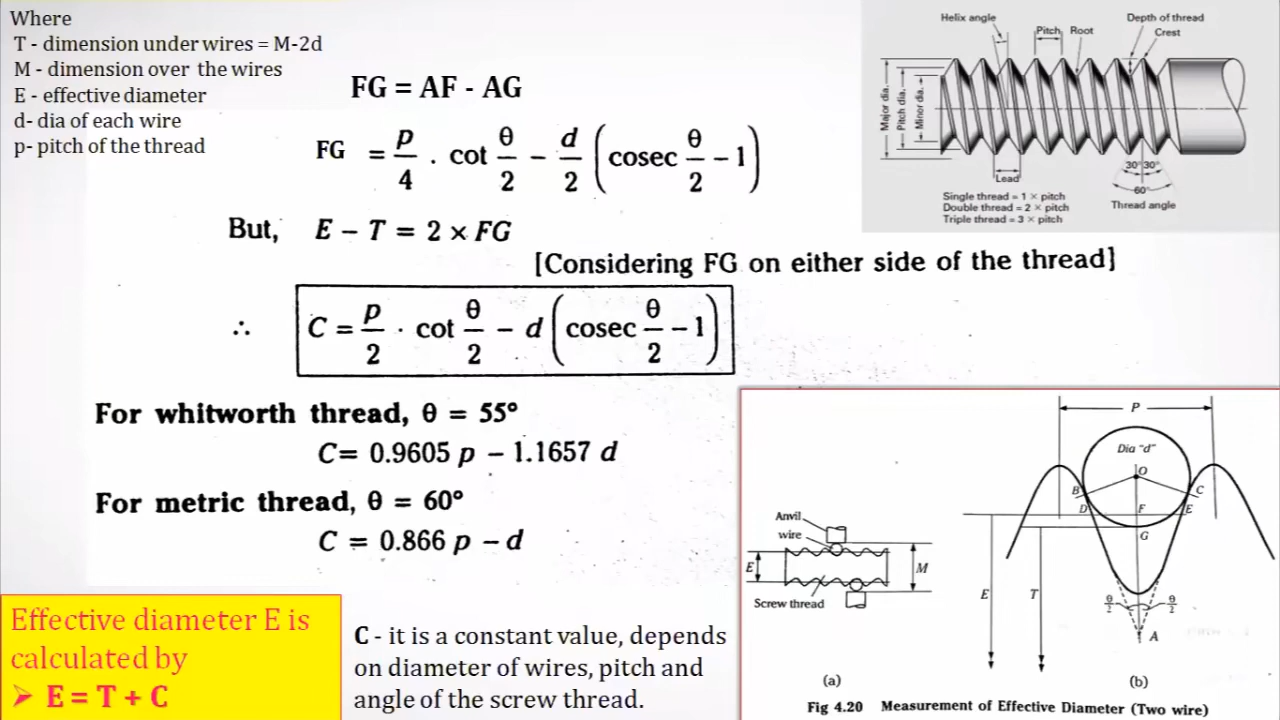 Where
T - dimension under wires = M-2d
M - dimension over the wires
E - effective diameter
d- dia of each wire
p- pitch of the thread
FG = AF - AG
FG = p/4 . cot θ/2 − d/2 (cosec θ/2 − 1)
But, E − T = 2 × FG
[Considering FG on either side of the thread]
∴ C = p/2 · cot θ/2 − d (cosec θ/2 − 1)
For whitworth thread, θ = 55°
C= 0.9605 p − 1.1657 d
For metric thread, θ = 60°
C = 0.866 p − d
Effective diameter E is
calculated by
➢ E = T + C
C - it is a constant value, depends
on diameter of wires, pitch and
angle of the screw thread.
Helix angle
Pitch
Root
Depth of thread
Crest
Major dia.
Pitch dia.
Minor dia.
Lead
30° 30°
60°
Thread angle
Single thread = 1 × pitch
Double thread = 2 × pitch
Triple thread = 3 × pitch
Anvil
wire
E
M
Screw thread
(a)
P
Dia "d"
O
B
C
D
F
E
G
E
T
θ/2
θ/2
A
(b)
Fig 4.20 Measurement of Effective Diameter (Two wire)